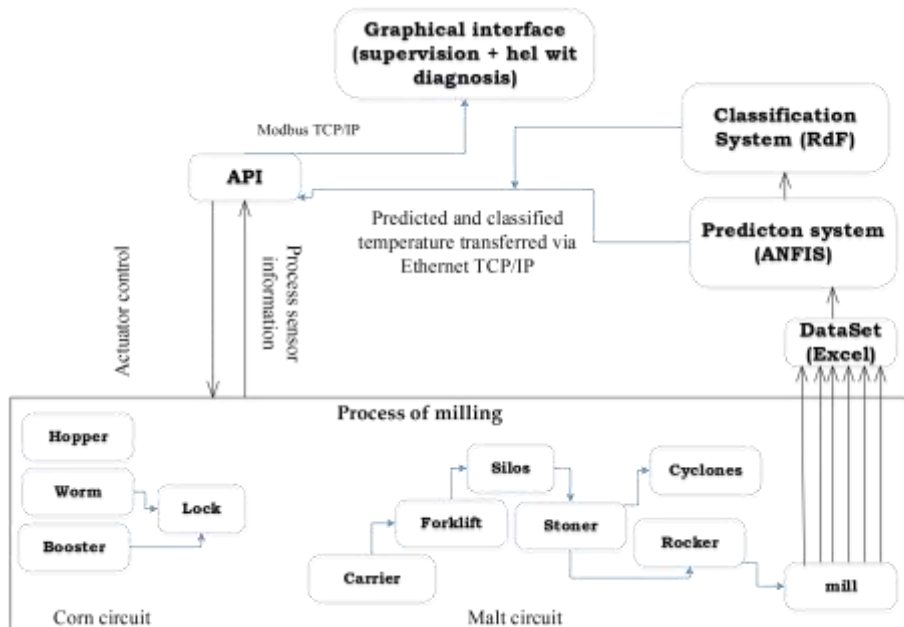 Graphical interface
(supervision + hel wit
diagnosis)
Modbus TCP/IP
Classification
System (RdF)
API
Predicted and classified
temperature transferred via
Ethernet TCP/IP
Predicton system
(ANFIS)
Actuator control
Process sensor
information
DataSet
(Excel)
Process of milling
Hopper
Worm
Lock
Booster
Silos
Cyclones
Forklift
Stoner
Rocker
Carrier
mill
Corn circuit
Malt circuit